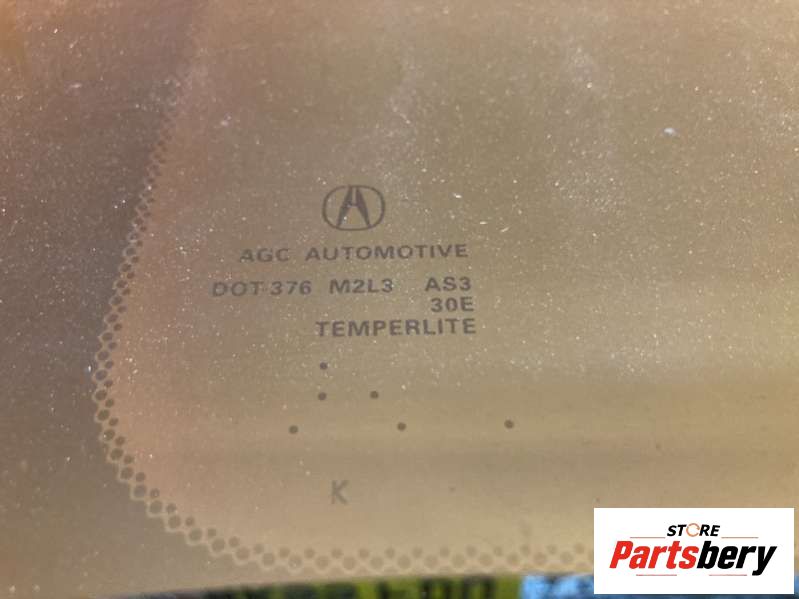 AGC AUTOMOTIVE
DOT 376 M2L3 AS3
30E
TEMPERLITE
K
STORE
Partsbery